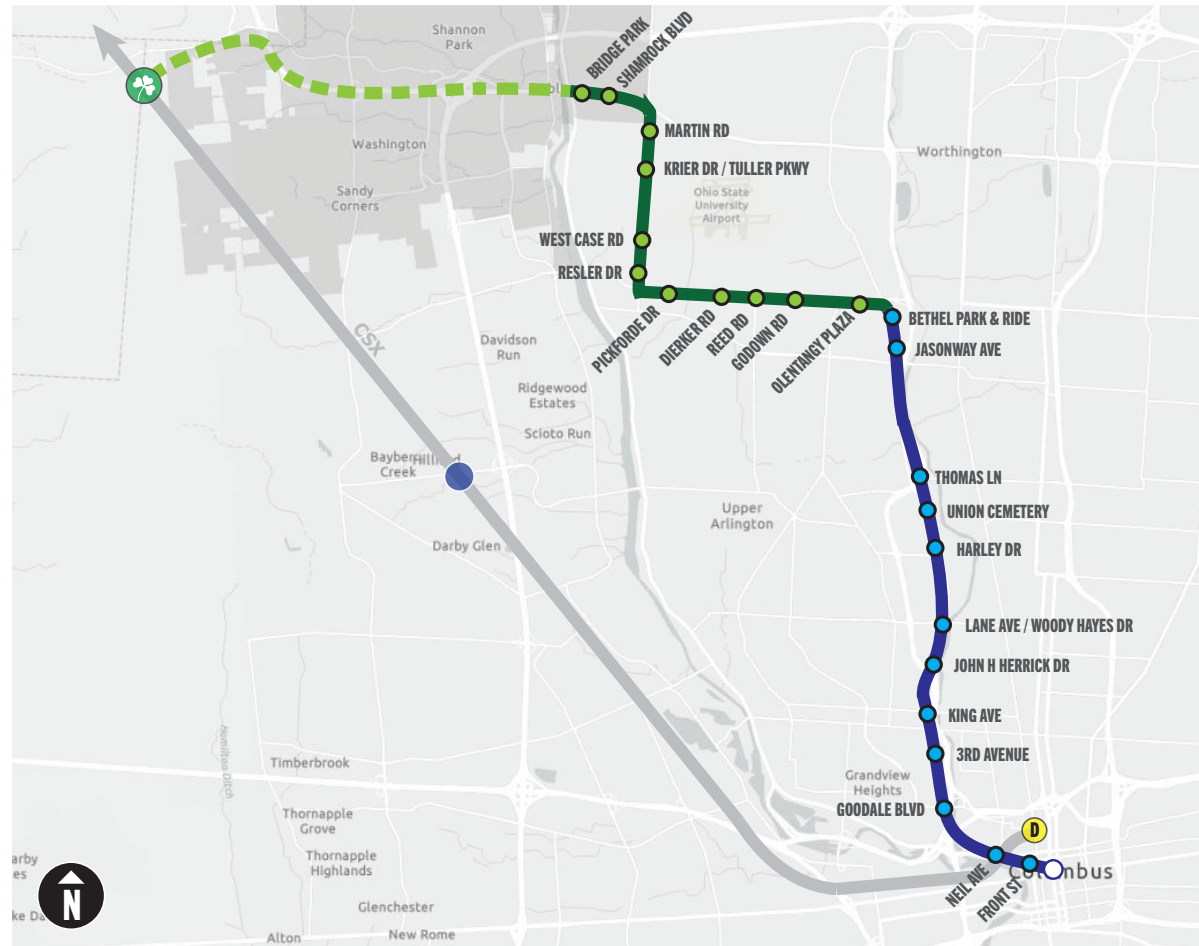 Shannon
Park
BRIDGE PARK
SHAMROCK BLVD
MARTIN RD
Washington
Worthington
KRIER DR / TULLER PKWY
Sandy
Corners
Ohio State
University
Airport
WEST CASE RD
RESLER DR
PICKFORDE DR
DIERKER RD
REED RD
GODOWN RD
OLENTANGY PLAZA
BETHEL PARK & RIDE
JASONWAY AVE
CSX
Davidson
Run
Ridgewood
Estates
Scioto Run
Creek
THOMAS LN
UNION CEMETERY
Upper
Arlington
Darby Glen
HARLEY DR
LANE AVE / WOODY HAYES DR
JOHN H HERRICK DR
KING AVE
3RD AVENUE
Hamilton Ditch
Timberbrook
Grandview
Heights
GOODALE BLVD
Thornapple
Grove
D
Thornapple
Highlands
NEIL AVE
FRONT ST
Columbus
N
Glenchester
New Rome
Alton